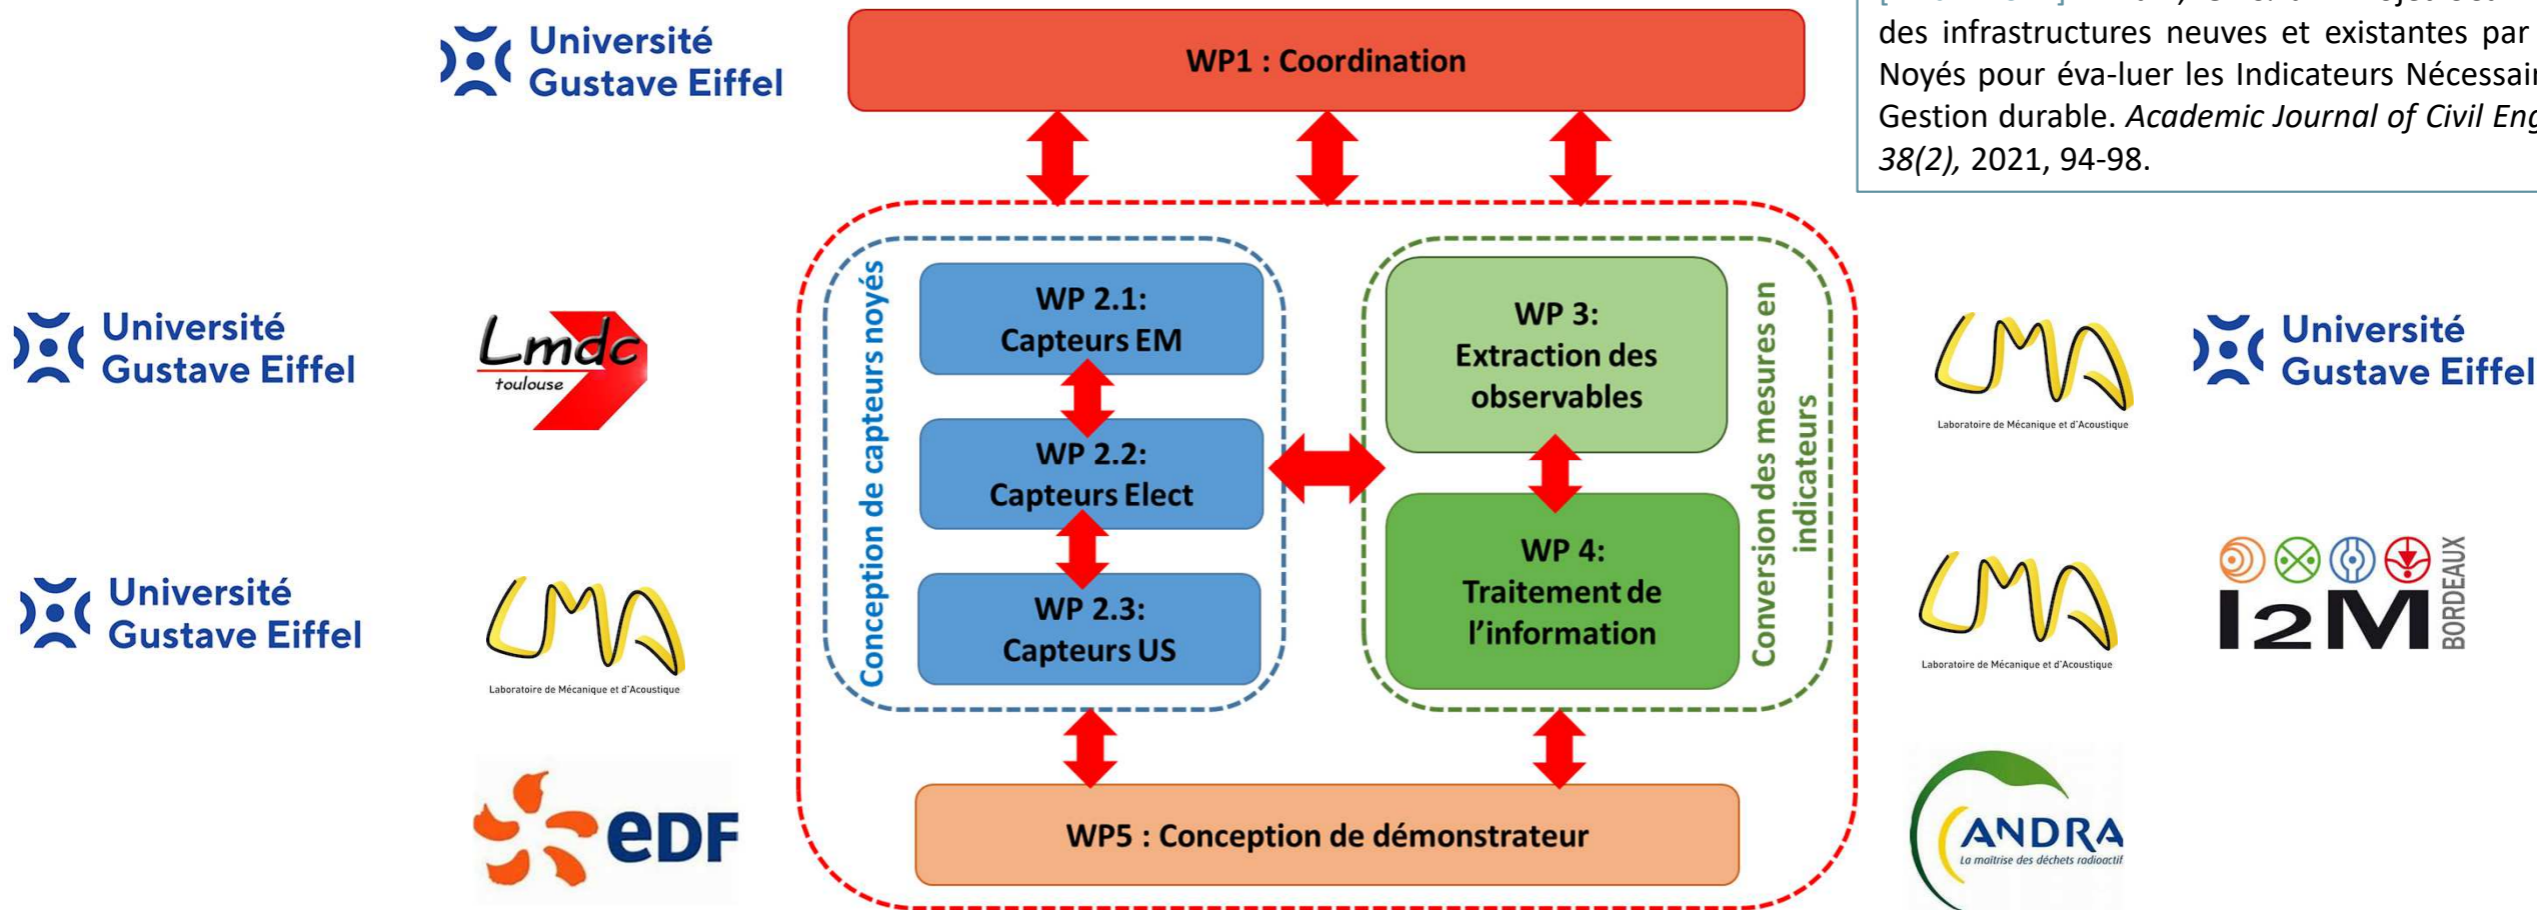 Université
Gustave Eiffel
WP1 : Coordination
des infrastructures neuves et existantes par
Noyés pour éva-luer les Indicateurs
Gestion durable. Academic Journal of Civil
38(2), 2021, 94-98.
Université
Gustave Eiffel
Lmdc
toulouse
Conception de capteurs noyés
WP 2.1:
Capteurs EM
WP 2.2:
Capteurs Elect
WP 2.3:
Capteurs US
WP 3:
Extraction des
observables
WP 4:
Traitement de
l'information
Conversion des mesures en
indicateurs
LMA
Laboratoire de Mécanique et d'Acoustique
Université
Gustave Eiffel
Université
Gustave Eiffel
LMA
Laboratoire de Mécanique et d'Acoustique
LMA
Laboratoire de Mécanique et d'Acoustique
I2M
BORDEAUX
eDF
WP5 : Conception de démonstrateur
ANDRA
La maîtrise des déchets radioactif